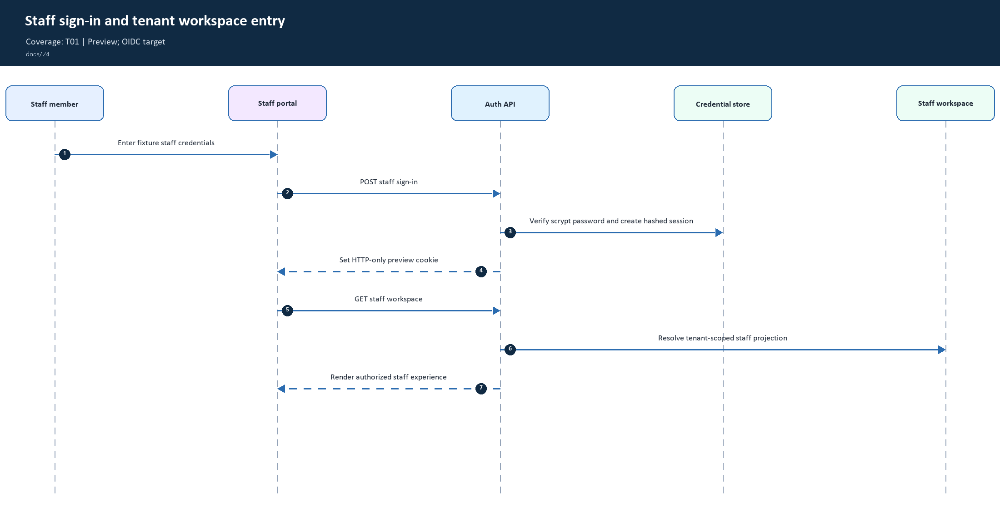 Staff sign-in and tenant workspace entry
Coverage: T01 | Preview; OIDC target
docs/24
Staff member
Staff portal
Auth API
Credential store
Staff workspace
Enter fixture staff credentials
1
POST staff sign-in
2
Verify scrypt password and create hashed session
3
Set HTTP-only preview cookie
4
GET staff workspace
5
Resolve tenant-scoped staff projection
6
Render authorized staff experience
7